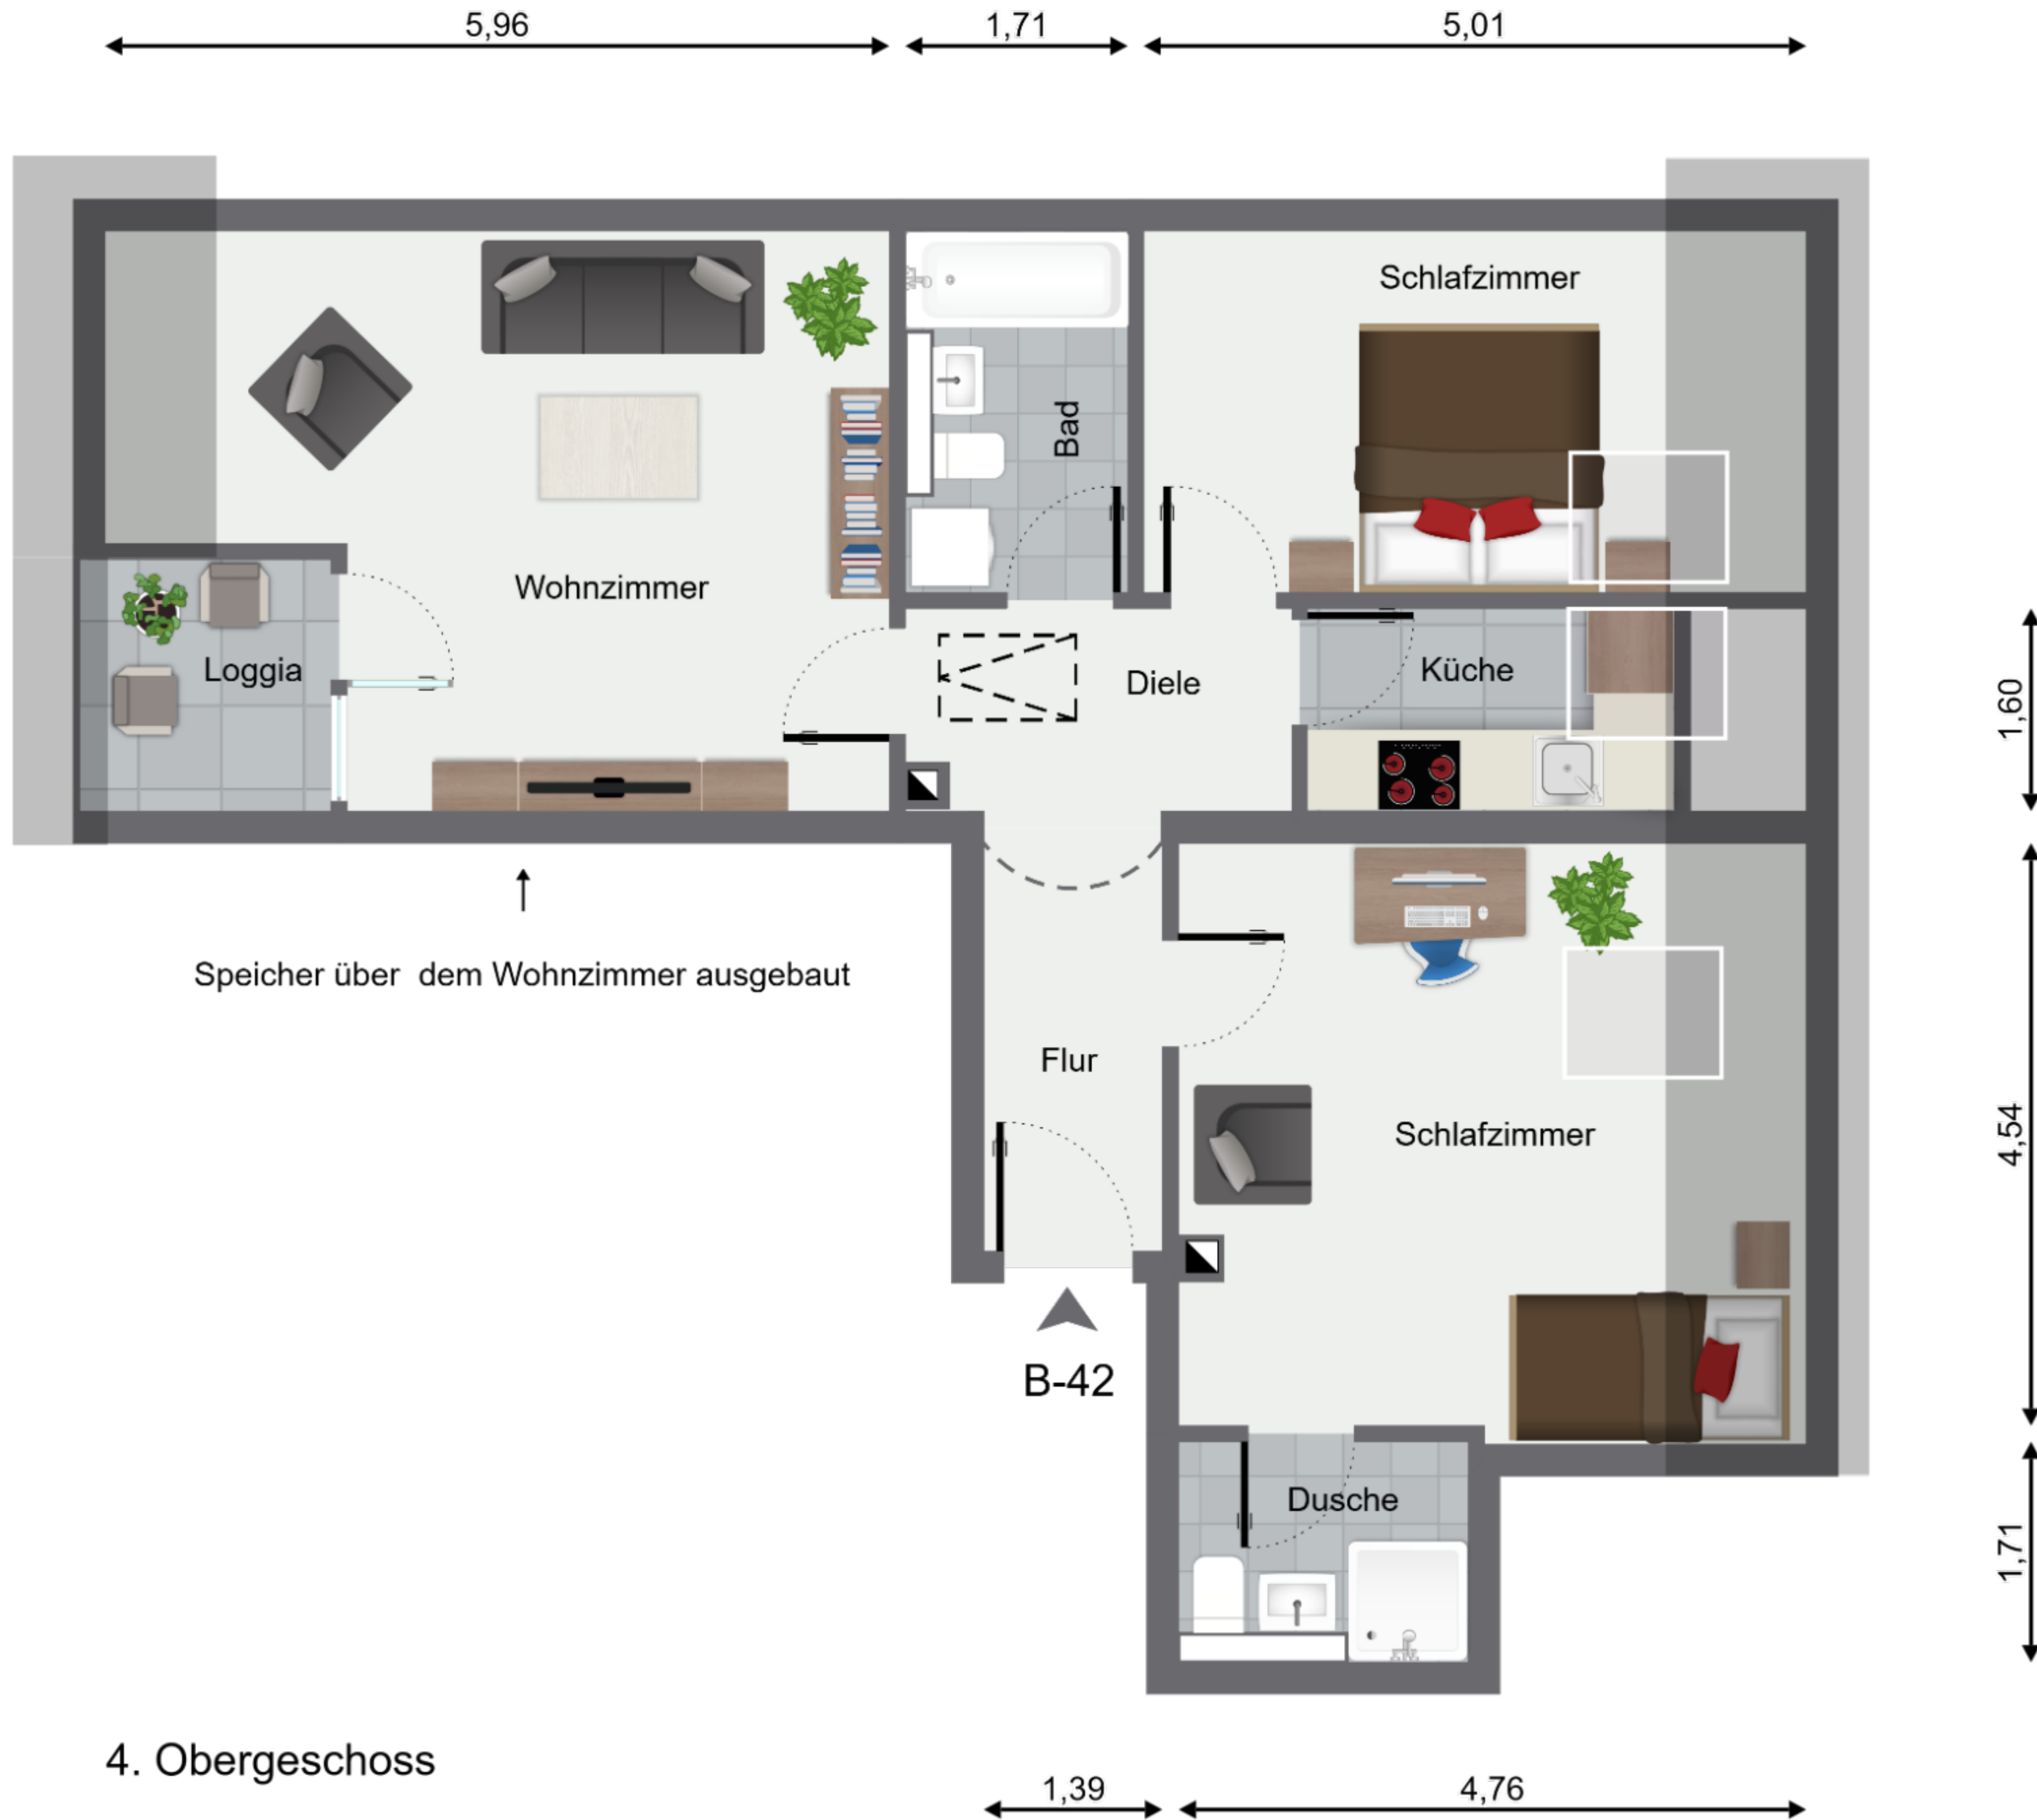 5,96
1,71
5,01
Schlafzimmer
Bad
Wohnzimmer
Loggia
Diele
Küche
1,60
Speicher über dem Wohnzimmer ausgebaut
Flur
Schlafzimmer
4,54
B-42
Dusche
1,71
4. Obergeschoss
1,39
4,76